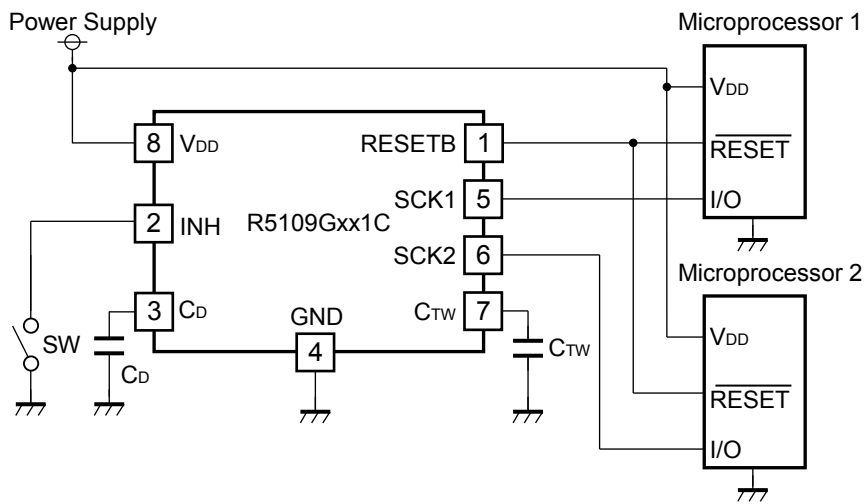 Power Supply
Microprocessor 1
VDD
RESET
I/O
8 VDD
RESETB 1
2 INH
R5109Gxx1C
SCK1 5
SCK2 6
3 CD
GND
4
CTW 7
SW
CD
CTW
Microprocessor 2
VDD
RESET
I/O